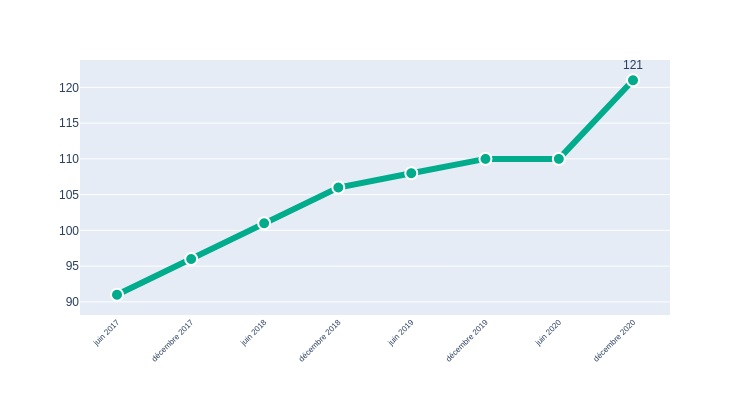 121
120
115
110
105
100
95
90
juin 2017
décembre 2017
juin 2018
décembre 2018
juin 2019
décembre 2019
juin 2020
décembre 2020